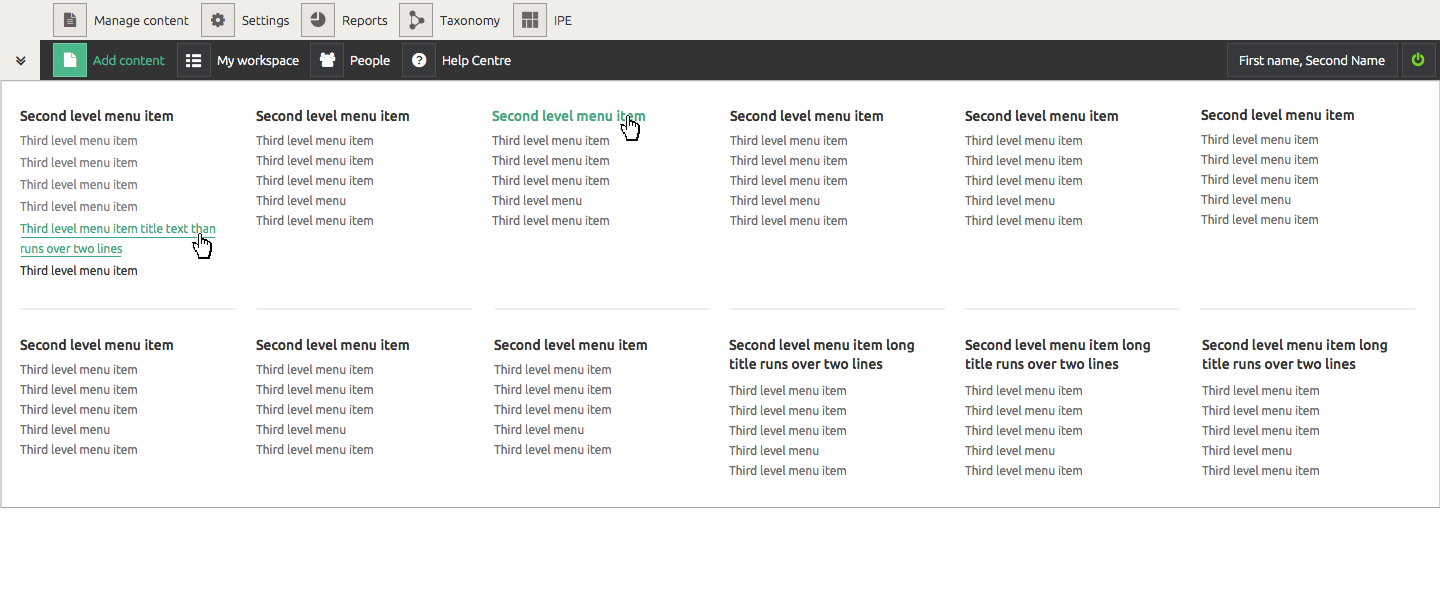 Manage content Settings Reports Taxonomy IPE
Add content My workspace People Help Centre First name, Second Name
Second level menu item
Third level menu item
Third level menu item
Third level menu item
Third level menu item
Third level menu item title text than
runs over two lines
Third level menu item
Second level menu item
Third level menu item
Third level menu item
Third level menu item
Third level menu
Third level menu item
Second level menu item
Third level menu item
Third level menu item
Third level menu item
Third level menu
Third level menu item
Second level menu item
Third level menu item
Third level menu item
Third level menu item
Third level menu
Third level menu item
Second level menu item
Third level menu item
Third level menu item
Third level menu item
Third level menu
Third level menu item
Second level menu item
Third level menu item
Third level menu item
Third level menu item
Third level menu
Third level menu item
Second level menu item
Third level menu item
Third level menu item
Third level menu item
Third level menu
Third level menu item
Second level menu item
Third level menu item
Third level menu item
Third level menu item
Third level menu
Third level menu item
Second level menu item
Third level menu item
Third level menu item
Third level menu item
Third level menu
Third level menu item
Second level menu item long
title runs over two lines
Third level menu item
Third level menu item
Third level menu item
Third level menu
Third level menu item
Second level menu item long
title runs over two lines
Third level menu item
Third level menu item
Third level menu item
Third level menu
Third level menu item
Second level menu item long
title runs over two lines
Third level menu item
Third level menu item
Third level menu item
Third level menu
Third level menu item